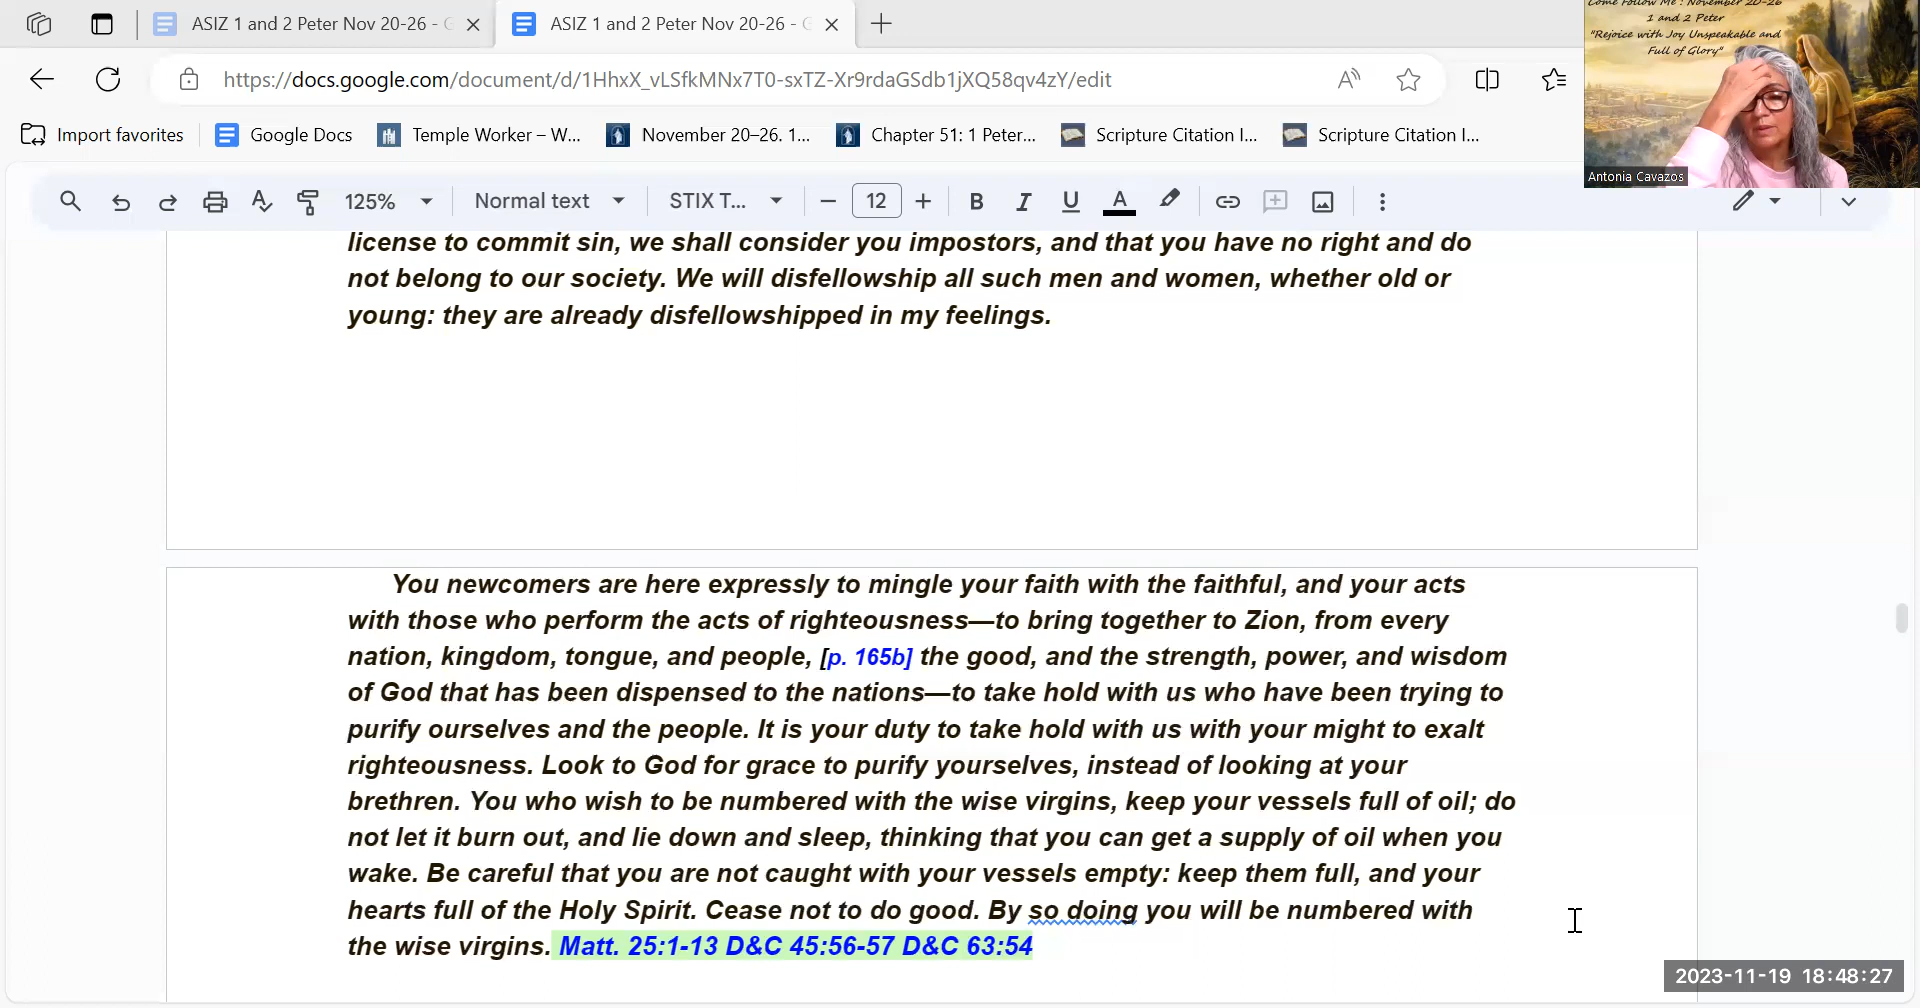 ASIZ 1 and 2 Peter Nov 20-26 - G
ASIZ 1 and 2 Peter Nov 20-26 - G
https://docs.google.com/document/d/1HhxX_vLSfkMNx7T0-sxTZ-Xr9rdaGSdb1jXQ58qv4zY/edit
Import favorites
Google Docs
Temple Worker – W...
November 20–26. 1...
Chapter 51: 1 Peter...
Scripture Citation I...
Scripture Citation I...
Come Follow Me : November 20-26
1 and 2 Peter
"Rejoice with Joy Unspeakable and
Full of Glory"
Antonia Cavazos
125%
Normal text
STIX T...
12
B I U A
license to commit sin, we shall consider you impostors, and that you have no right and do
not belong to our society. We will disfellowship all such men and women, whether old or
young: they are already disfellowshipped in my feelings.
You newcomers are here expressly to mingle your faith with the faithful, and your acts
with those who perform the acts of righteousness—to bring together to Zion, from every
nation, kingdom, tongue, and people, [p. 165b] the good, and the strength, power, and wisdom
of God that has been dispensed to the nations—to take hold with us who have been trying to
purify ourselves and the people. It is your duty to take hold with us with your might to exalt
righteousness. Look to God for grace to purify yourselves, instead of looking at your
brethren. You who wish to be numbered with the wise virgins, keep your vessels full of oil; do
not let it burn out, and lie down and sleep, thinking that you can get a supply of oil when you
wake. Be careful that you are not caught with your vessels empty: keep them full, and your
hearts full of the Holy Spirit. Cease not to do good. By so doing you will be numbered with
the wise virgins. Matt. 25:1-13 D&C 45:56-57 D&C 63:54
2023-11-19 18:48:27